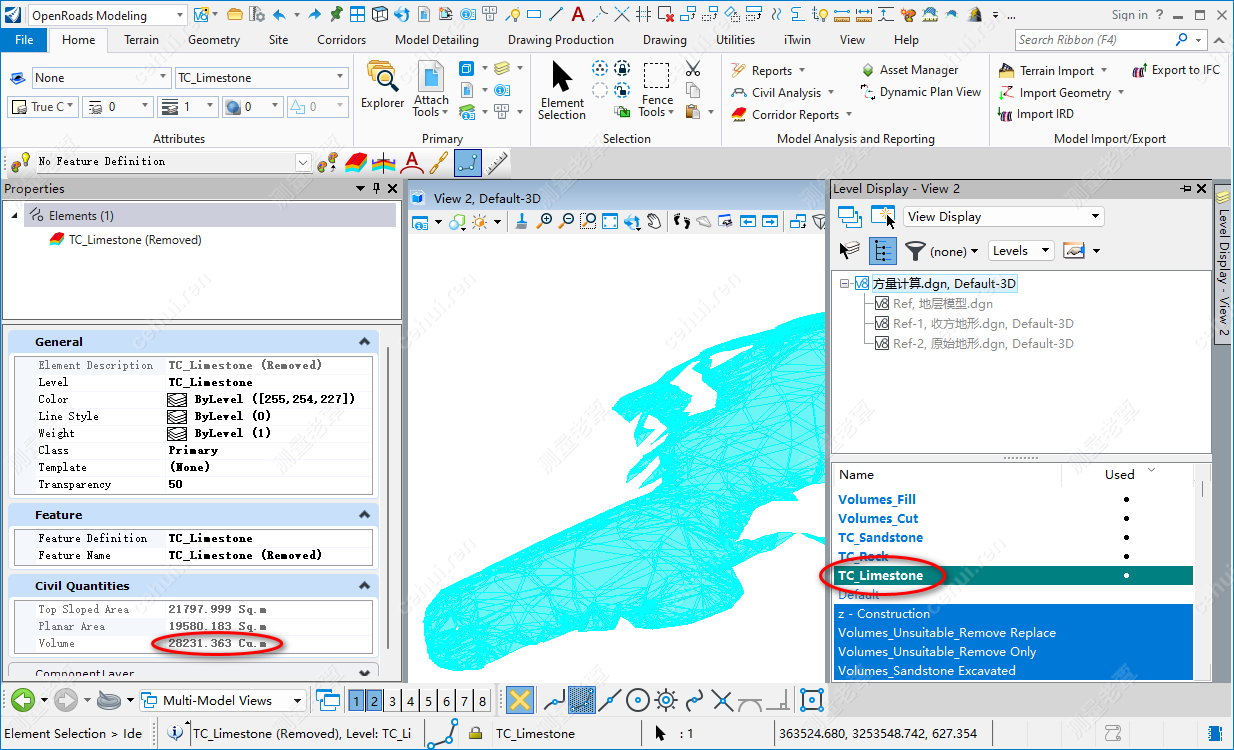 OpenRoads Modeling
V8
Sign in ?
File Home Terrain Geometry Site Corridors Model Detailing Drawing Production Drawing Utilities iTwin View Help
Search Ribbon (F4)
None
TC_Limestone
True C
0
1
0
0
Attributes
Explorer
Attach
Tools
Primary
Element
Selection
Fence
Tools
Selection
Reports
Civil Analysis
Corridor Reports
Asset Manager
Dynamic Plan View
Model Analysis and Reporting
Terrain Import
Import Geometry
Import IRD
Export to IFC
Model Import/Export
No Feature Definition
Properties
Elements (1)
TC_Limestone (Removed)
General
Element Description TC_Limestone (Removed)
Level TC_Limestone
Color ByLevel ([255,254,227])
Line Style ByLevel (0)
Weight ByLevel (1)
Class Primary
Template (None)
Transparency 50
Feature
Feature Definition TC_Limestone
Feature Name TC_Limestone (Removed)
Civil Quantities
Top Sloped Area 21797.999 Sq.m
Planar Area 19580.183 Sq.m
Volume 28231.363 Cu.m
ComponentLayer
View 2, Default-3D
Level Display - View 2
View Display
(none)
Levels
方量计算.dgn, Default-3D
Ref, 地层模型.dgn
Ref-1, 收方地形.dgn, Default-3D
Ref-2, 原始地形.dgn, Default-3D
Name Used
Volumes_Fill
Volumes_Cut
TC_Sandstone
TC_Rock
TC_Limestone
Default
z - Construction
Volumes_Unsuitable_Remove Replace
Volumes_Unsuitable_Remove Only
Volumes_Sandstone Excavated
Level Display - View 2
Multi-Model Views
1 2 3 4 5 6 7 8
Element Selection > Ide
TC_Limestone (Removed), Level: TC_Li
TC_Limestone
: 1
363524.680, 3253548.742, 627.354
cehui.ren
测量老邪